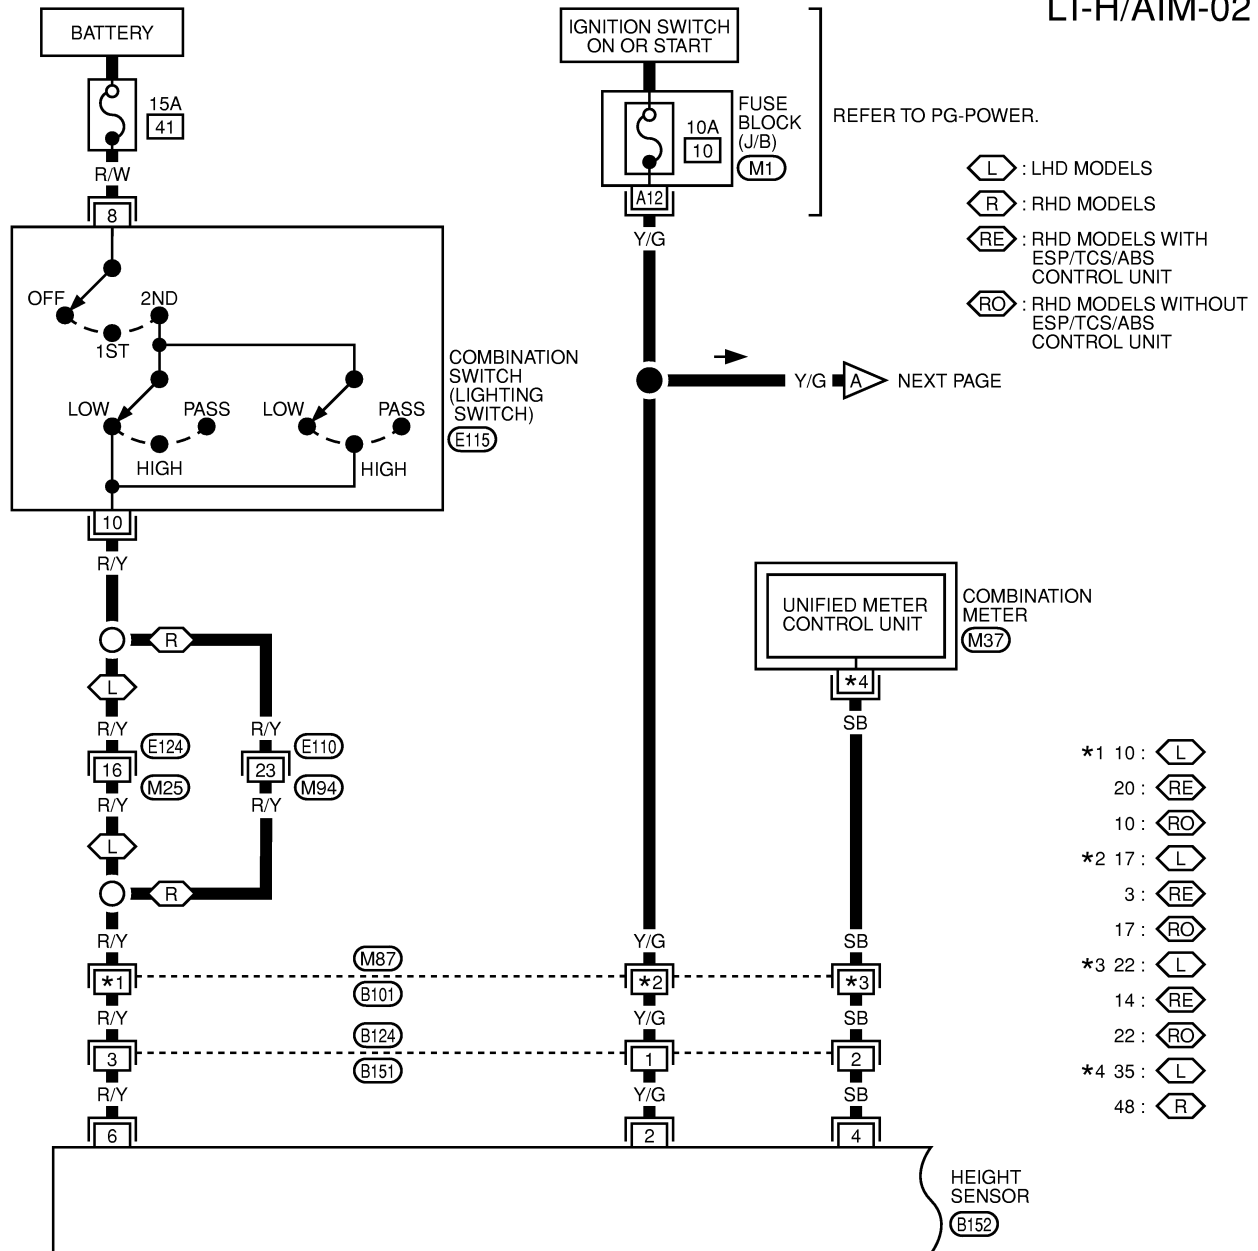 LT-H/AIM-02
BATTERY
IGNITION SWITCH
ON OR START
15A
41
10A
10
FUSE
BLOCK
(J/B)
M1
REFER TO PG-POWER.
R/W
8
A12
Y/G
L : LHD MODELS
R : RHD MODELS
RE : RHD MODELS WITH
ESP/TCS/ABS
CONTROL UNIT
RO : RHD MODELS WITHOUT
ESP/TCS/ABS
CONTROL UNIT
OFF
2ND
1ST
LOW
PASS
HIGH
LOW
PASS
HIGH
COMBINATION
SWITCH
(LIGHTING
SWITCH)
E115
Y/G
A
NEXT PAGE
10
R/Y
R
L
R/Y
R/Y
E124
16
M25
E110
23
M94
R/Y
R/Y
L
R
UNIFIED METER
CONTROL UNIT
COMBINATION
METER
M37
*4
SB
*1 10 : L
20 : RE
10 : RO
*2 17 : L
3 : RE
17 : RO
*3 22 : L
14 : RE
22 : RO
*4 35 : L
48 : R
R/Y
Y/G
SB
M87
*1
*2
*3
B101
R/Y
Y/G
SB
B124
3
1
2
B151
R/Y
Y/G
SB
6
2
4
HEIGHT
SENSOR
B152